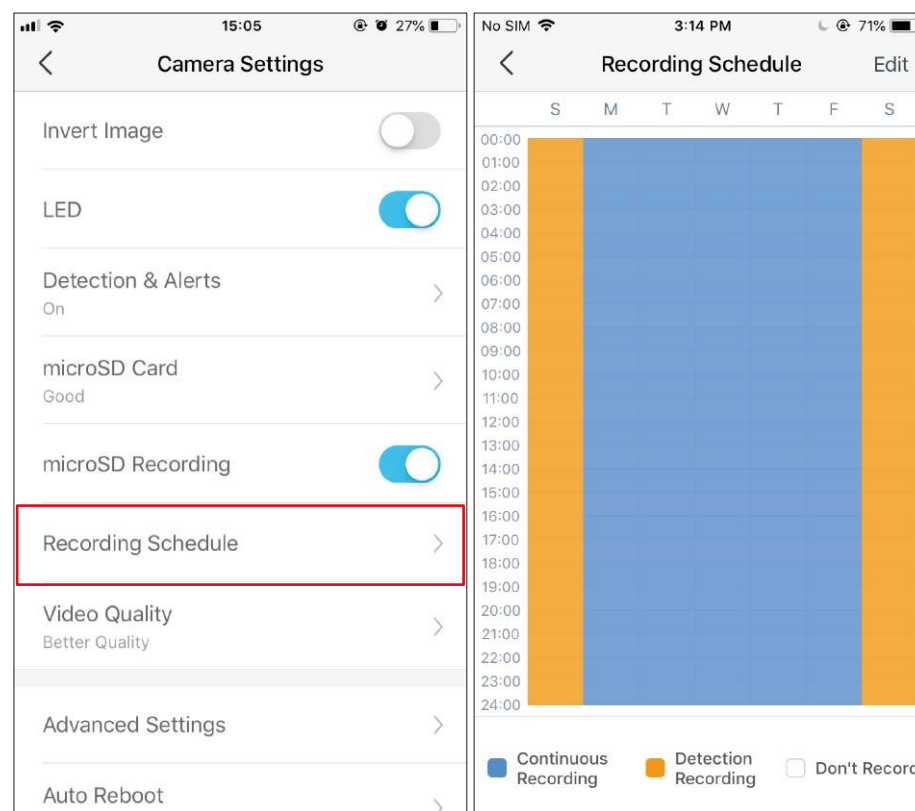 15:05
27%
Camera Settings
Invert Image
LED
Detection & Alerts
On
microSD Card
Good
microSD Recording
Recording Schedule
Video Quality
Better Quality
Advanced Settings
Auto Reboot
No SIM
3:14 PM
71%
Recording Schedule
Edit
S M T W T F S
00:00
01:00
02:00
03:00
04:00
05:00
06:00
07:00
08:00
09:00
10:00
11:00
12:00
13:00
14:00
15:00
16:00
17:00
18:00
19:00
20:00
21:00
22:00
23:00
24:00
Continuous
Recording
Detection
Recording
Don't Record